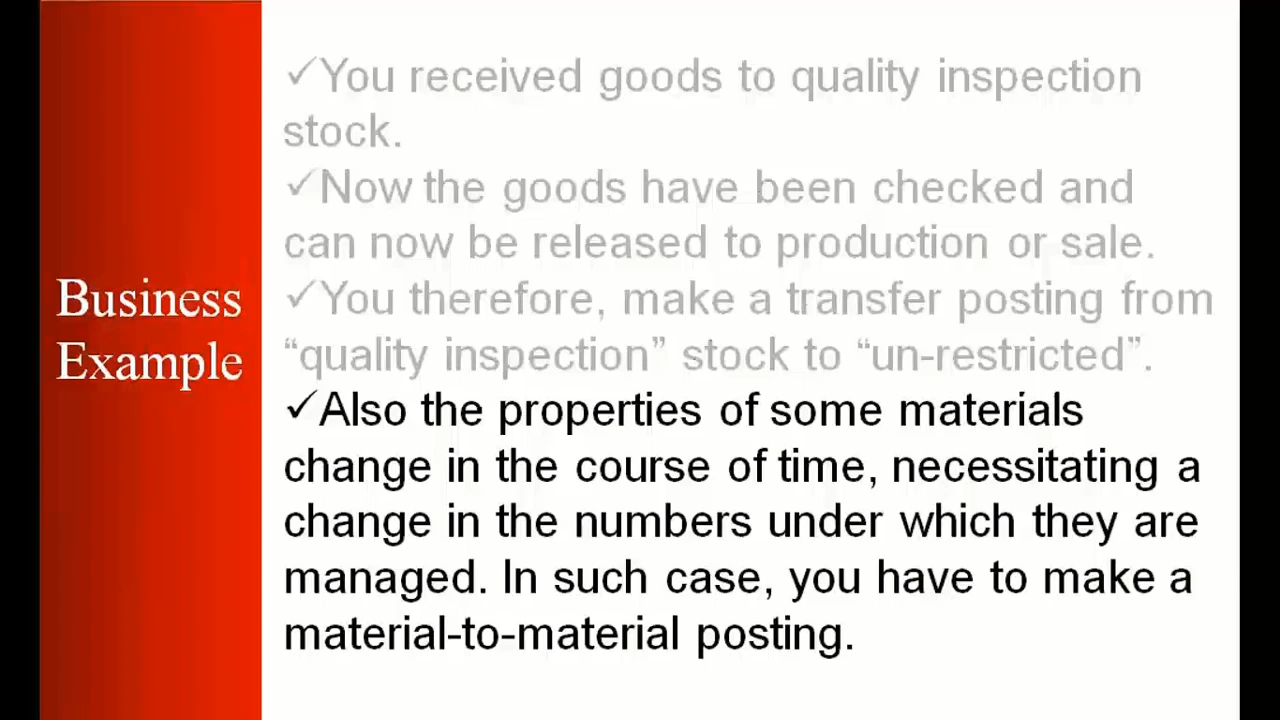 Business
Example
✓You received goods to quality inspection
stock.
✓Now the goods have been checked and
can now be released to production or sale.
✓You therefore, make a transfer posting from
“quality inspection” stock to “un-restricted”.
✓Also the properties of some materials
change in the course of time, necessitating a
change in the numbers under which they are
managed. In such case, you have to make a
material-to-material posting.